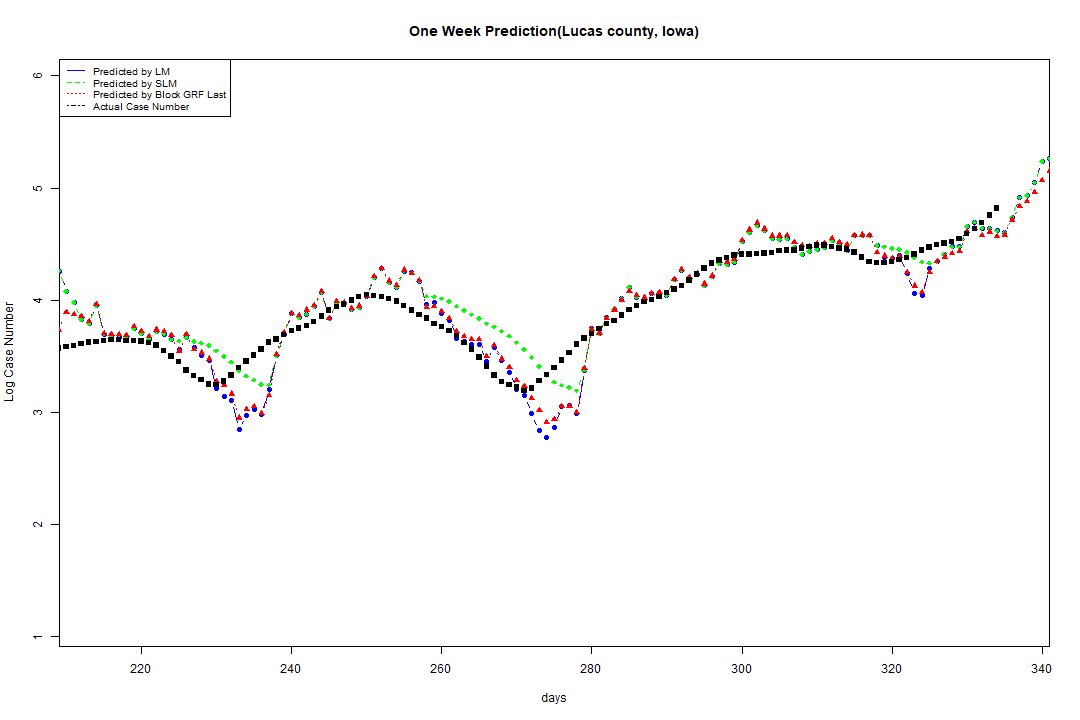 One Week Prediction(Lucas county, Iowa)
Predicted by LM
Predicted by SLM
Predicted by Block GRF Last
Actual Case Number
6
5
4
3
2
1
Log Case Number
220 240 260 280 300 320 340
days